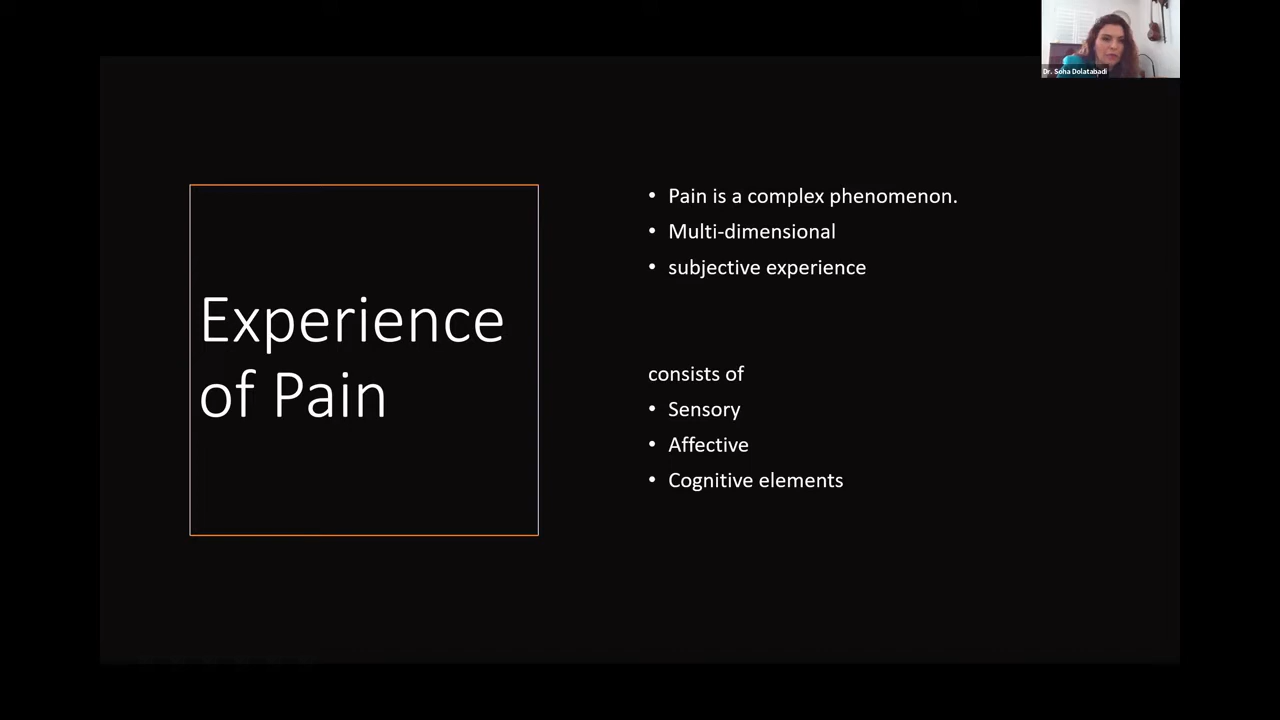 Dr. Soha Dolatabadi
Experience
of Pain
• Pain is a complex phenomenon.
• Multi-dimensional
• subjective experience
consists of
• Sensory
• Affective
• Cognitive elements